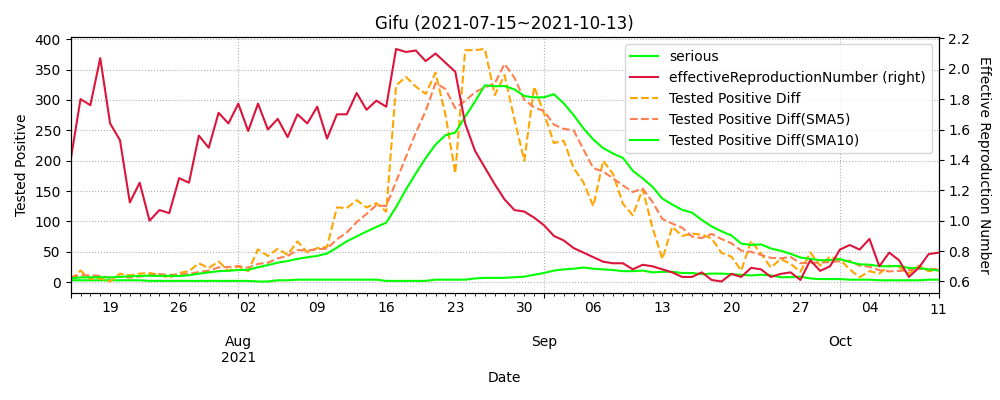 Gifu (2021-07-15~2021-10-13)
400
350
300
250
200
150
100
50
0
Tested Positive
2.2
2.0
1.8
1.6
1.4
1.2
1.0
0.8
0.6
Effective Reproduction Number
serious
effectiveReproductionNumber (right)
Tested Positive Diff
Tested Positive Diff(SMA5)
Tested Positive Diff(SMA10)
19 26 02 09 16 23 30 06 13 20 27 04 11
Aug Sep Oct
2021
Date